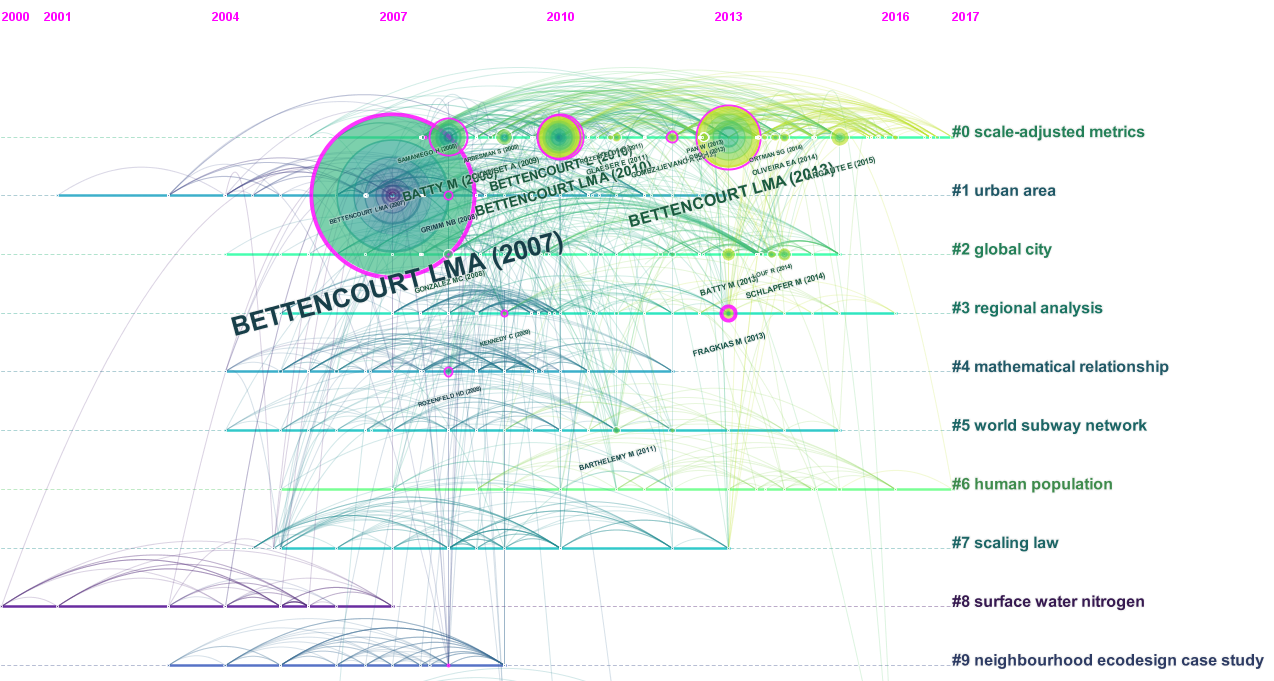 2000 2001 2004 2007 2010 2013 2016 2017
#0 scale-adjusted metrics
SAMANIEGO H (2008)
ARBESMAN S (2009)
BATTY M (2008)
BETTENCOURT L (2010)
GLAESER E (2011)
PAN W (2013)
ORTMAN SG (2014)
OLIVEIRA EA (2014)
ARCAUTE E (2015)
BETTENCOURT LMA (2010)
BETTENCOURT LMA (2013)
#1 urban area
BETTENCOURT LMA (2007)
GRIMM NB (2008)
#2 global city
BETTENCOURT LMA (2007)
GONZALEZ MC (2008)
BATTY M (2013)
LOUF R (2014)
SCHLAPFER M (2014)
#3 regional analysis
KENNEDY C (2009)
FRAGKIAS M (2013)
#4 mathematical relationship
ROZENFELD HD (2008)
#5 world subway network
BARTHELEMY M (2011)
#6 human population
#7 scaling law
#8 surface water nitrogen
#9 neighbourhood ecodesign case study